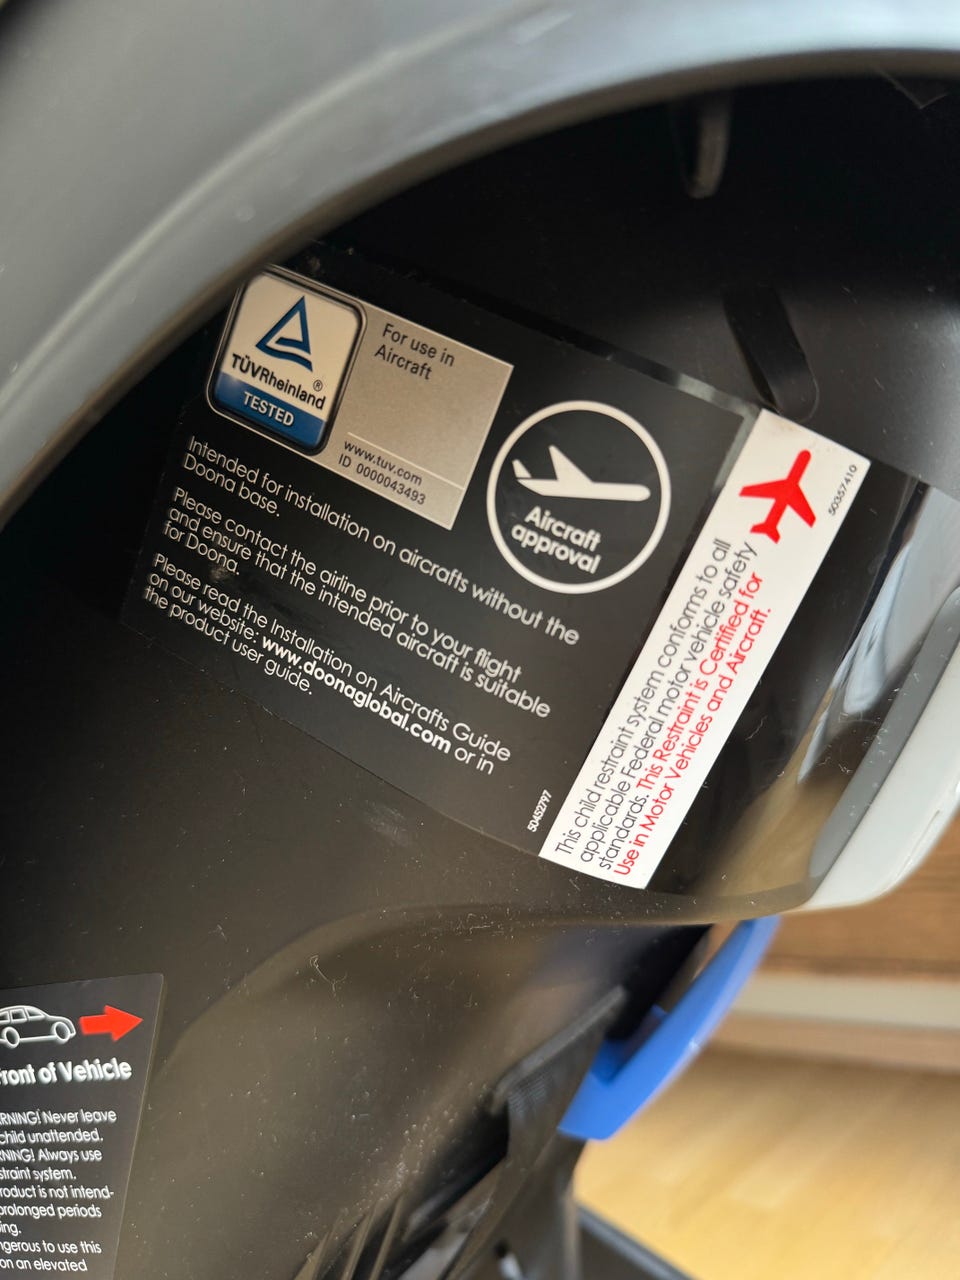 TÜVRheinland®
TESTED
For use in
Aircraft
www.tuv.com
ID 0000043493
Aircraft
approval
Intended for installation on aircrafts without the
Doona base.
Please contact the airline prior to your flight
and ensure that the intended aircraft is suitable
for Doona.
Please read the Installation on Aircrafts Guide
on our website: www.doonaglobal.com or in
the product user guide.
50452797
This child restraint system conforms to all
applicable Federal motor vehicle safety
standards. This Restraint is Certified for
Use in Motor Vehicles and Aircraft.
50357410
ront of Vehicle
RNING! Never leave
child unattended.
RNING! Always use
straint system.
roduct is not intend-
prolonged periods
ing.
ngerous to use this
on an elevated